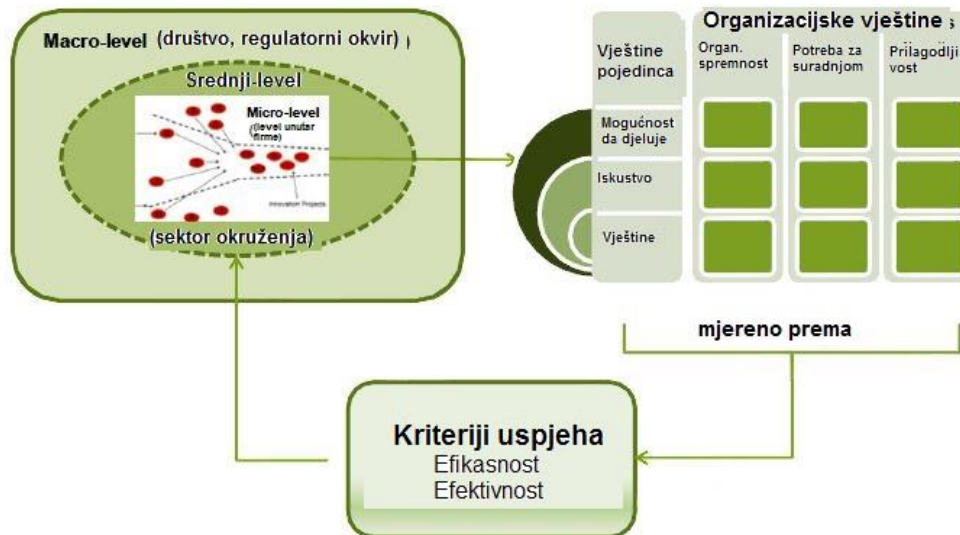 Macro-level (društvo, regulatorni okvir) )
Srednji-level
Micro-level
(level unutar
firme)
Innovation Projects
(sektor okruženja)
Organizacijske vještine s
Vještine
pojedinca
Organ.
spremnost
Potreba za
suradnjom
Prilagodlji
vost
Mogućnost
da djeluje
Iskustvo
Vještine
mjereno prema
Kriteriji uspjeha
Efikasnost
Efektivnost